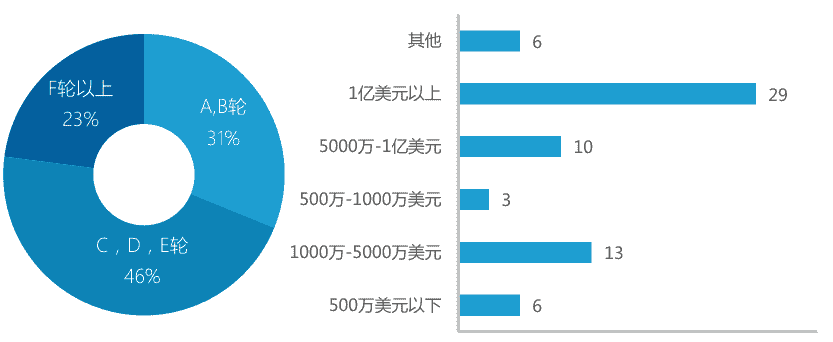 F轮以上
23%
A,B轮
31%
C，D，E轮
46%
其他
6
1亿美元以上
29
5000万-1亿美元
10
500万-1000万美元
3
1000万-5000万美元
13
500万美元以下
6